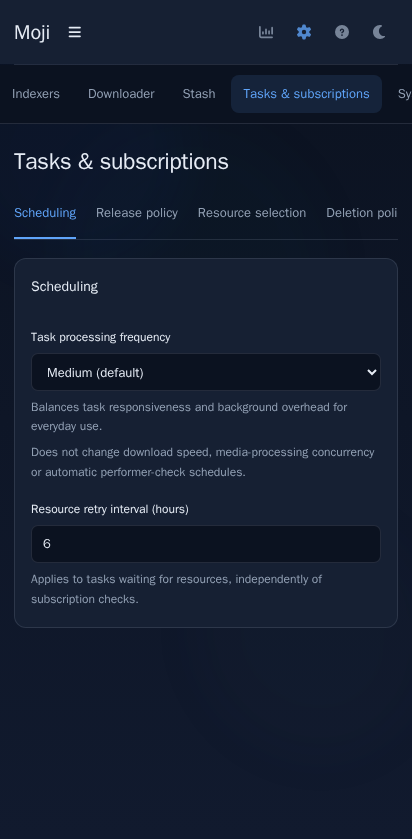 Moji
Indexers Downloader Stash Tasks & subscriptions Sy
Tasks & subscriptions
Scheduling Release policy Resource selection Deletion poli
Scheduling
Task processing frequency
Medium (default)
Balances task responsiveness and background overhead for
everyday use.
Does not change download speed, media-processing concurrency
or automatic performer-check schedules.
Resource retry interval (hours)
6
Applies to tasks waiting for resources, independently of
subscription checks.